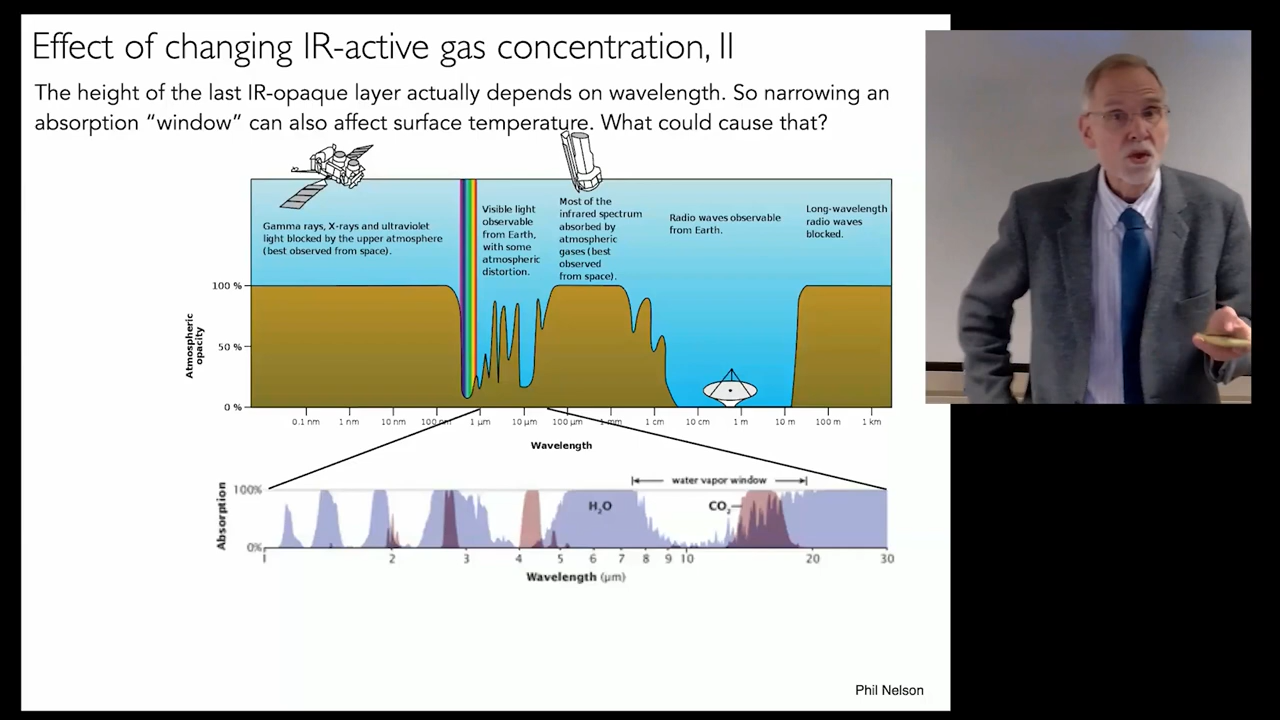 Effect of changing IR-active gas concentration, II
The height of the last IR-opaque layer actually depends on wavelength. So narrowing an
absorption “window” can also affect surface temperature. What could cause that?
Gamma rays, X-rays and ultraviolet
light blocked by the upper atmosphere
(best observed from space).
Visible light
observable
from Earth,
with some
atmospheric
distortion.
Most of the
infrared spectrum
absorbed by
atmospheric
gases (best
observed
from space).
Radio waves observable
from Earth.
Long-wavelength
radio waves
blocked.
Atmospheric
opacity
100 %
50 %
0 %
0.1 nm 1 nm 10 nm 100 nm 1 μm 10 μm 100 μm 1 mm 1 cm 10 cm 1 m 10 m 100 m 1 km
Wavelength
Absorption
100%
0%
water vapor window
H₂O
CO₂
1 2 3 4 5 6 7 8 9 10 20 30
Wavelength (μm)
Phil Nelson